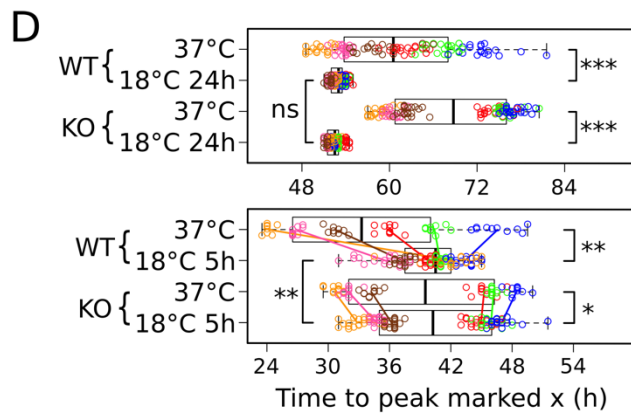 D
WT { 37°C
18°C 24h
KO { 37°C
18°C 24h
ns
***
***
48 60 72 84
WT { 37°C
18°C 5h
KO { 37°C
18°C 5h
**
**
*
24 30 36 42 48 54
Time to peak marked x (h)